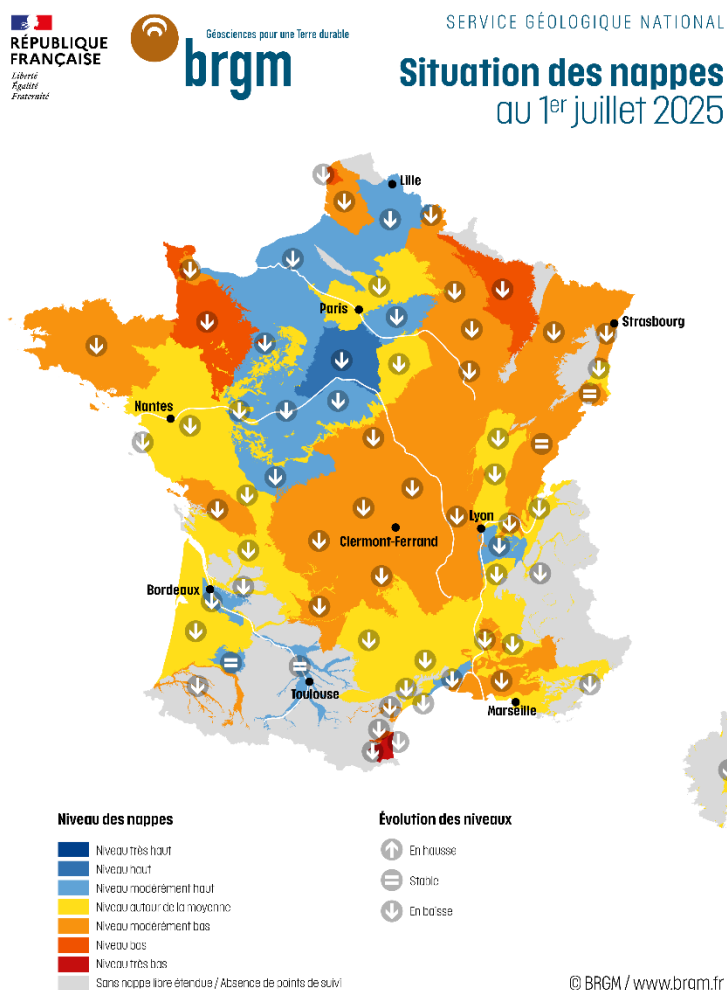 RÉPUBLIQUE
FRANÇAISE
Liberté
Égalité
Fraternité
Géosciences pour une Terre durable
brgm
SERVICE GÉOLOGIQUE NATIONAL
Situation des nappes
au 1er juillet 2025
Lille
Paris
Strasbourg
Nantes
Lyon
Clermont-Ferrand
Bordeaux
Toulouse
Marseille
Niveau des nappes
Niveau très haut
Niveau haut
Niveau modérément haut
Niveau autour de la moyenne
Niveau modérément bas
Niveau bas
Niveau très bas
Sans nappe libre étendue / Absence de points de suivi
Évolution des niveaux
En hausse
Stable
En baisse
© BRGM / www.brgm.fr